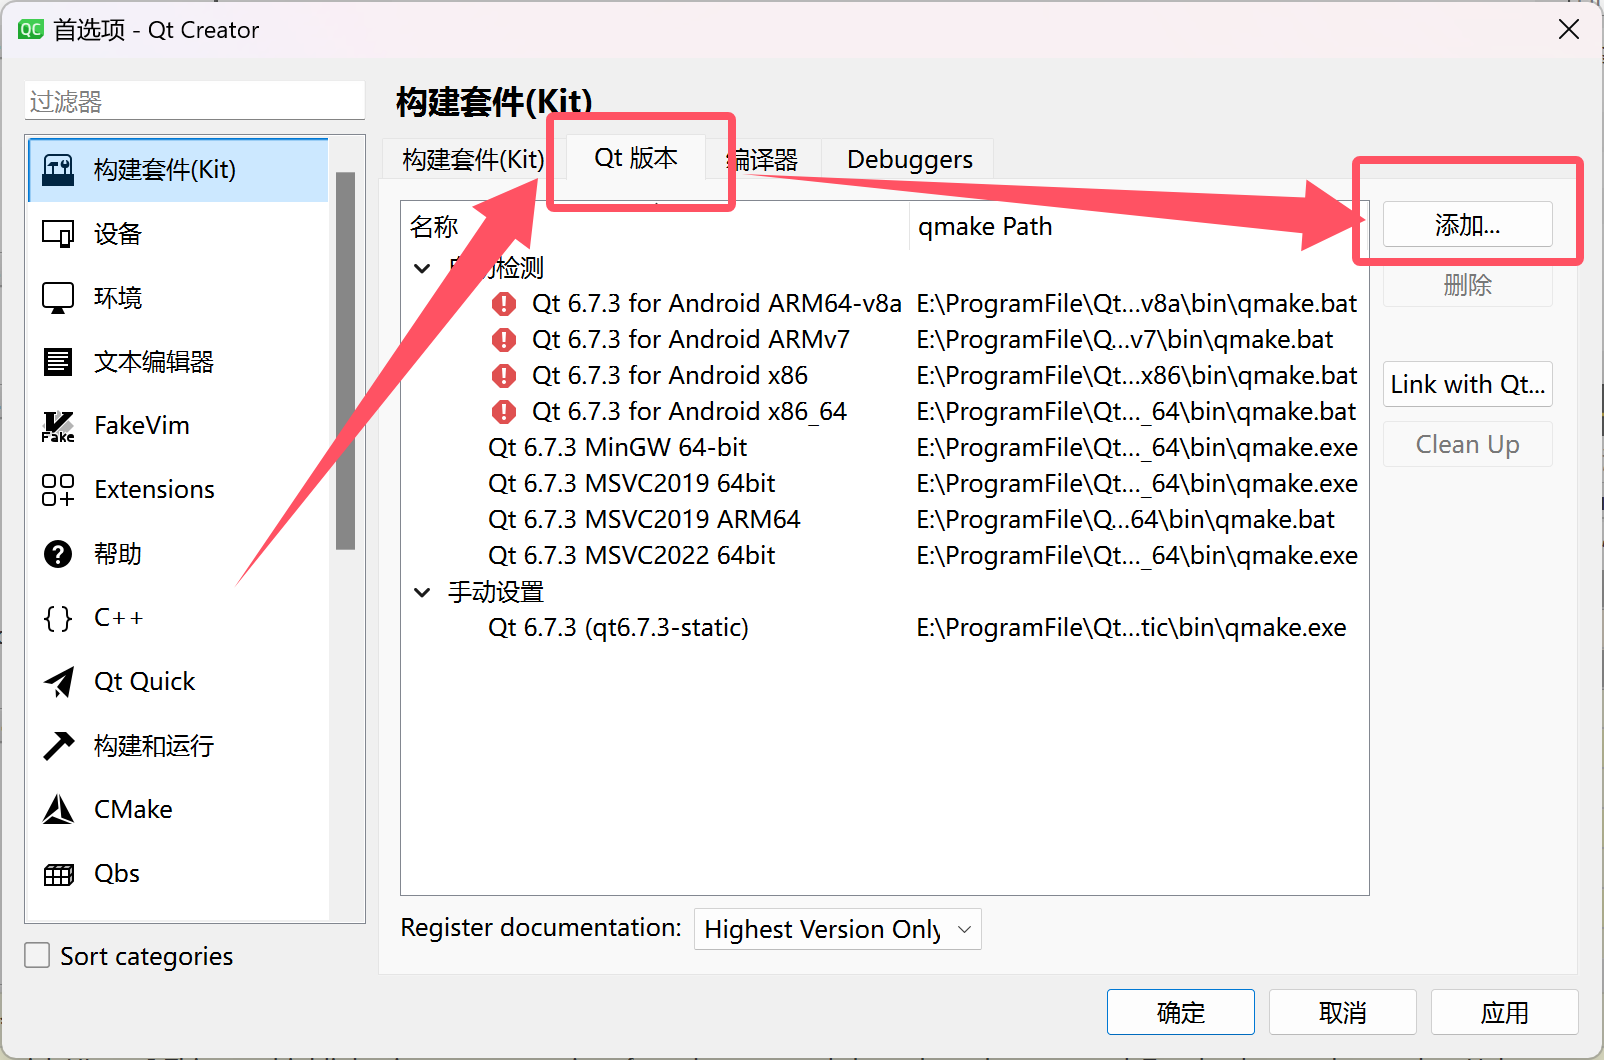 首选项 - Qt Creator
过滤器
构建套件(Kit)
设备
环境
文本编辑器
FakeVim
Extensions
帮助
C++
Qt Quick
构建和运行
CMake
Qbs
Sort categories
构建套件(Kit)
构建套件(Kit) Qt 版本 编译器 Debuggers
名称 qmake Path
自动检测
Qt 6.7.3 for Android ARM64-v8a E:\ProgramFile\Qt...v8a\bin\qmake.bat
Qt 6.7.3 for Android ARMv7 E:\ProgramFile\Q...v7\bin\qmake.bat
Qt 6.7.3 for Android x86 E:\ProgramFile\Qt...x86\bin\qmake.bat
Qt 6.7.3 for Android x86_64 E:\ProgramFile\Qt..._64\bin\qmake.bat
Qt 6.7.3 MinGW 64-bit E:\ProgramFile\Qt..._64\bin\qmake.exe
Qt 6.7.3 MSVC2019 64bit E:\ProgramFile\Qt..._64\bin\qmake.exe
Qt 6.7.3 MSVC2019 ARM64 E:\ProgramFile\Q...64\bin\qmake.bat
Qt 6.7.3 MSVC2022 64bit E:\ProgramFile\Qt..._64\bin\qmake.exe
手动设置
Qt 6.7.3 (qt6.7.3-static) E:\ProgramFile\Qt...tic\bin\qmake.exe
添加...
删除
Link with Qt...
Clean Up
Register documentation: Highest Version Only
确定 取消 应用